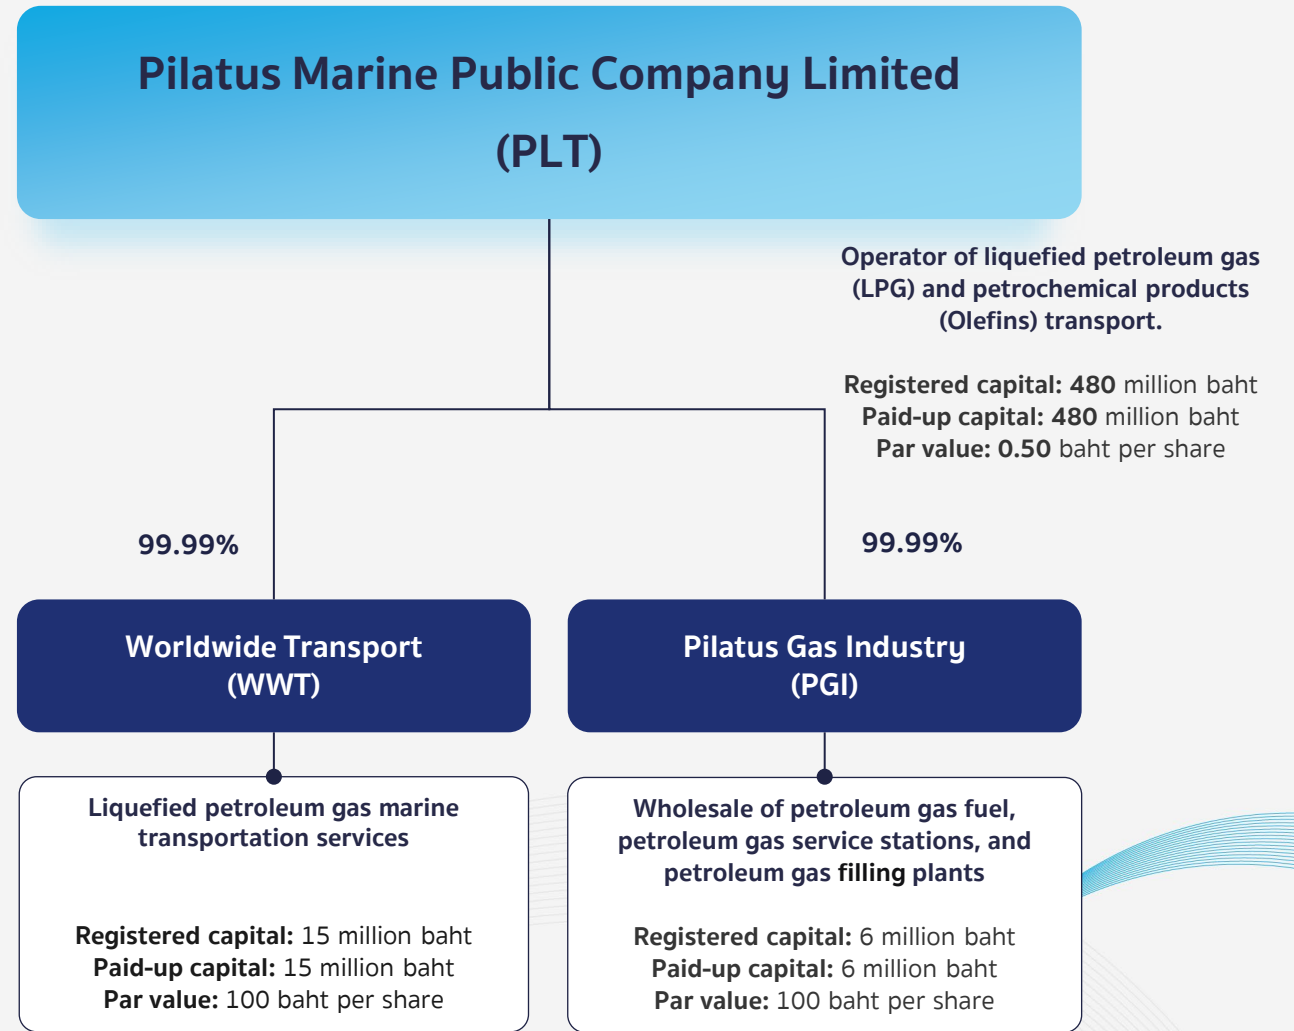 Pilatus Marine Public Company Limited
(PLT)
Operator of liquefied petroleum gas
(LPG) and petrochemical products
(Olefins) transport.
Registered capital: 480 million baht
Paid-up capital: 480 million baht
Par value: 0.50 baht per share
99.99%
99.99%
Worldwide Transport
(WWT)
Liquefied petroleum gas marine
transportation services
Registered capital: 15 million baht
Paid-up capital: 15 million baht
Par value: 100 baht per share
Pilatus Gas Industry
(PGI)
Wholesale of petroleum gas fuel,
petroleum gas service stations, and
petroleum gas filling plants
Registered capital: 6 million baht
Paid-up capital: 6 million baht
Par value: 100 baht per share